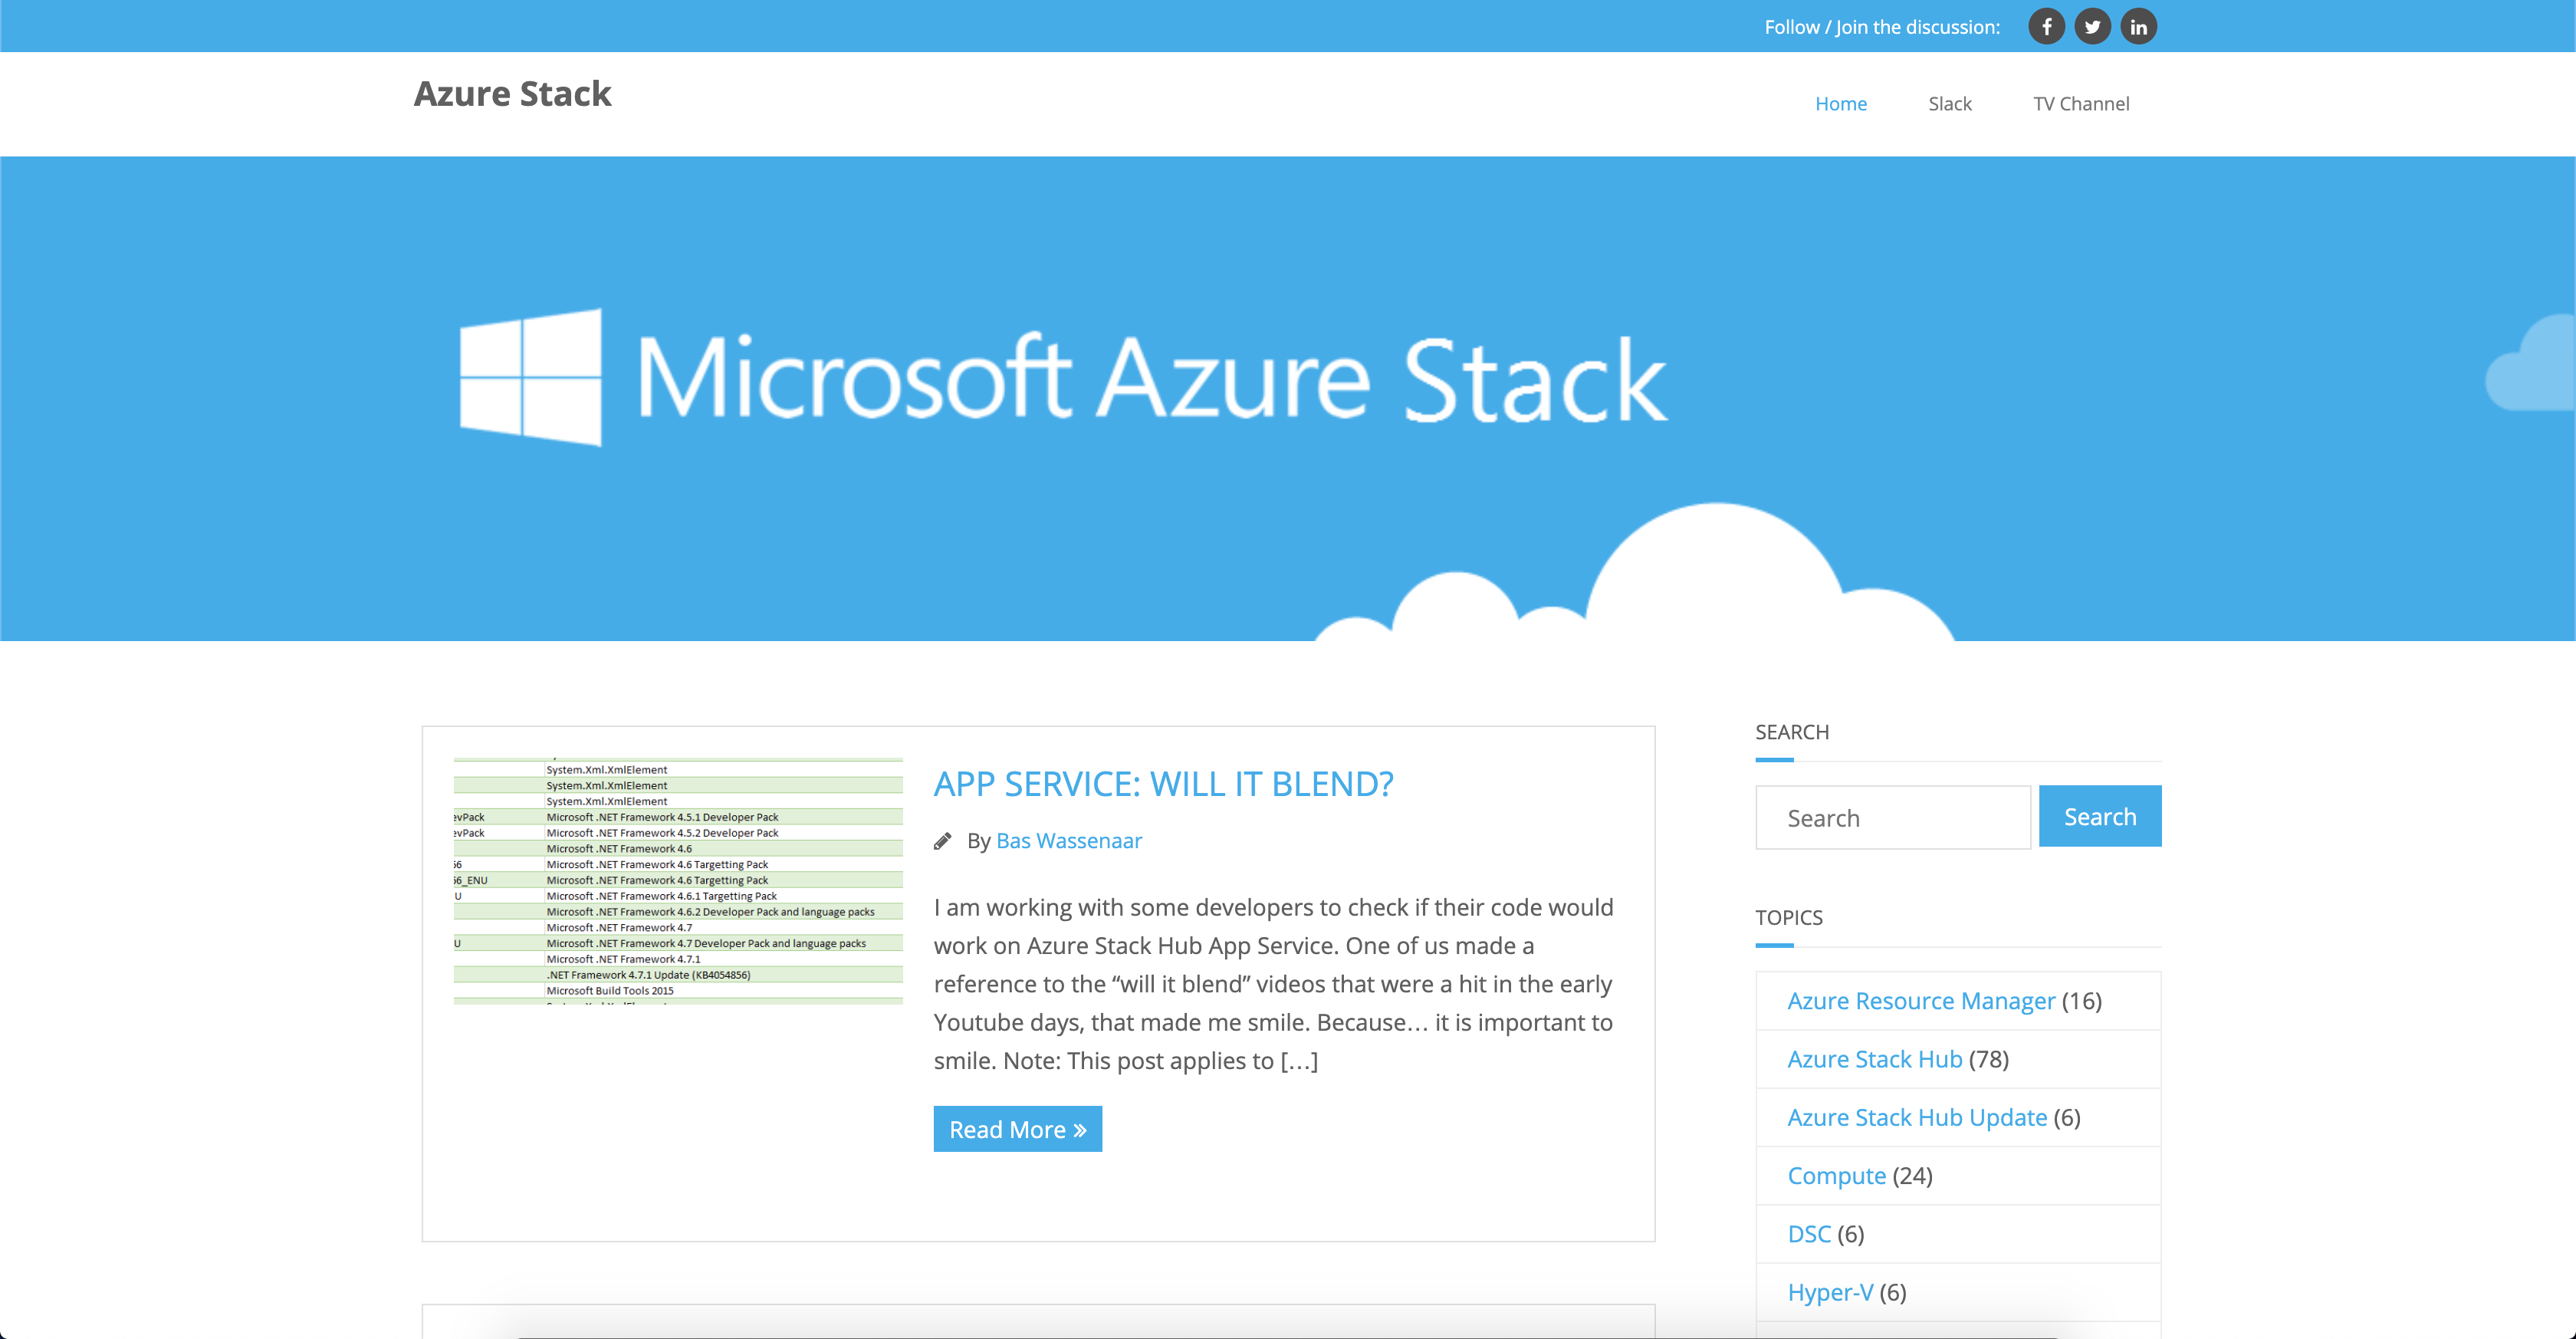 Follow / Join the discussion:
Azure Stack
Home
Slack
TV Channel
Microsoft Azure Stack
System.Xml.XmlElement
System.Xml.XmlElement
System.Xml.XmlElement
evPack Microsoft .NET Framework 4.5.1 Developer Pack
evPack Microsoft .NET Framework 4.5.2 Developer Pack
Microsoft .NET Framework 4.6
66 Microsoft .NET Framework 4.6 Targetting Pack
66_ENU Microsoft .NET Framework 4.6 Targetting Pack
U Microsoft .NET Framework 4.6.1 Targetting Pack
Microsoft .NET Framework 4.6.2 Developer Pack and language packs
Microsoft .NET Framework 4.7
U Microsoft .NET Framework 4.7 Developer Pack and language packs
Microsoft .NET Framework 4.7.1
.NET Framework 4.7.1 Update (KB4054856)
Microsoft Build Tools 2015
APP SERVICE: WILL IT BLEND?
By Bas Wassenaar
I am working with some developers to check if their code would
work on Azure Stack Hub App Service. One of us made a
reference to the “will it blend” videos that were a hit in the early
Youtube days, that made me smile. Because… it is important to
smile. Note: This post applies to […]
Read More »
SEARCH
Search
Search
TOPICS
Azure Resource Manager (16)
Azure Stack Hub (78)
Azure Stack Hub Update (6)
Compute (24)
DSC (6)
Hyper-V (6)